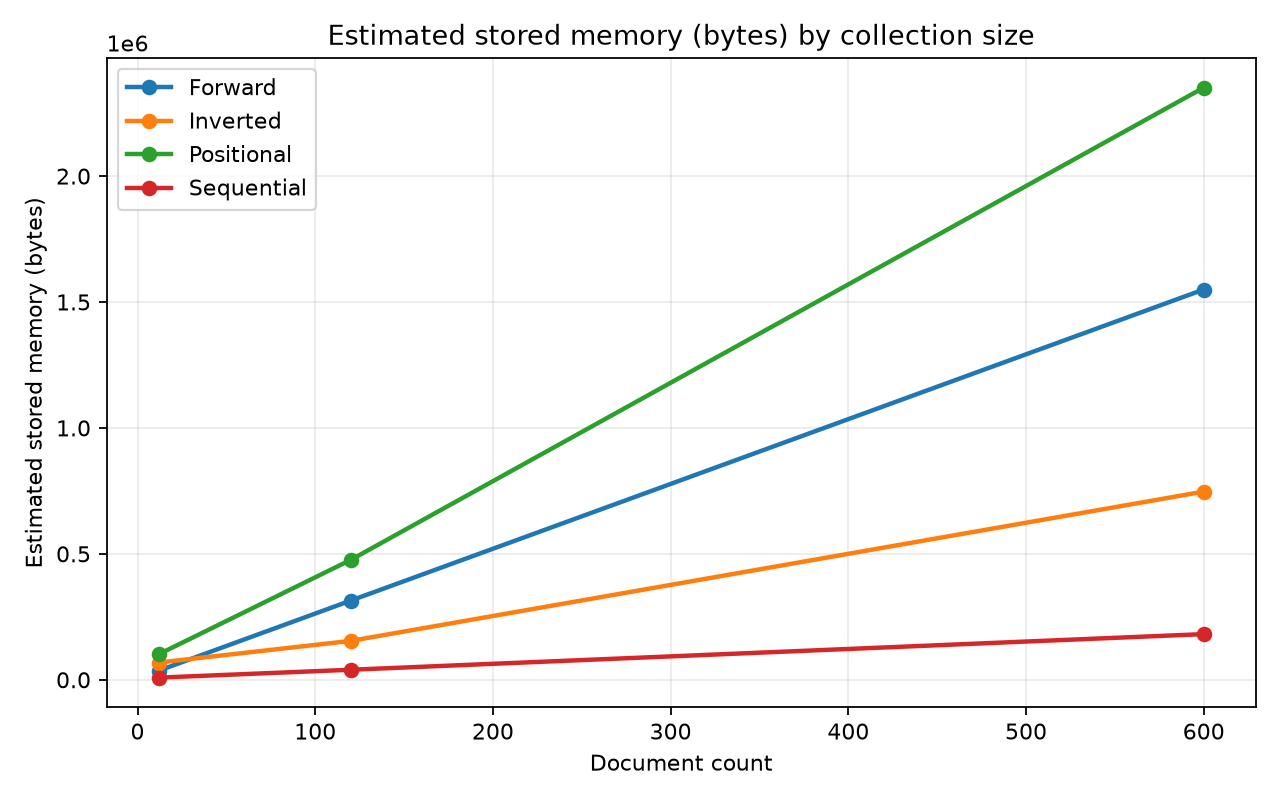 Estimated stored memory (bytes) by collection size
1e6
Forward
Inverted
Positional
Sequential
2.0
1.5
1.0
0.5
0.0
Estimated stored memory (bytes)
0 100 200 300 400 500 600
Document count